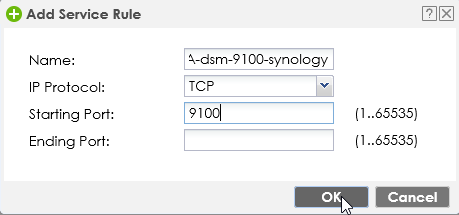 Add Service Rule
Name: A-dsm-9100-synology
IP Protocol: TCP
Starting Port: 9100 (1..65535)
Ending Port: (1..65535)
OK Cancel